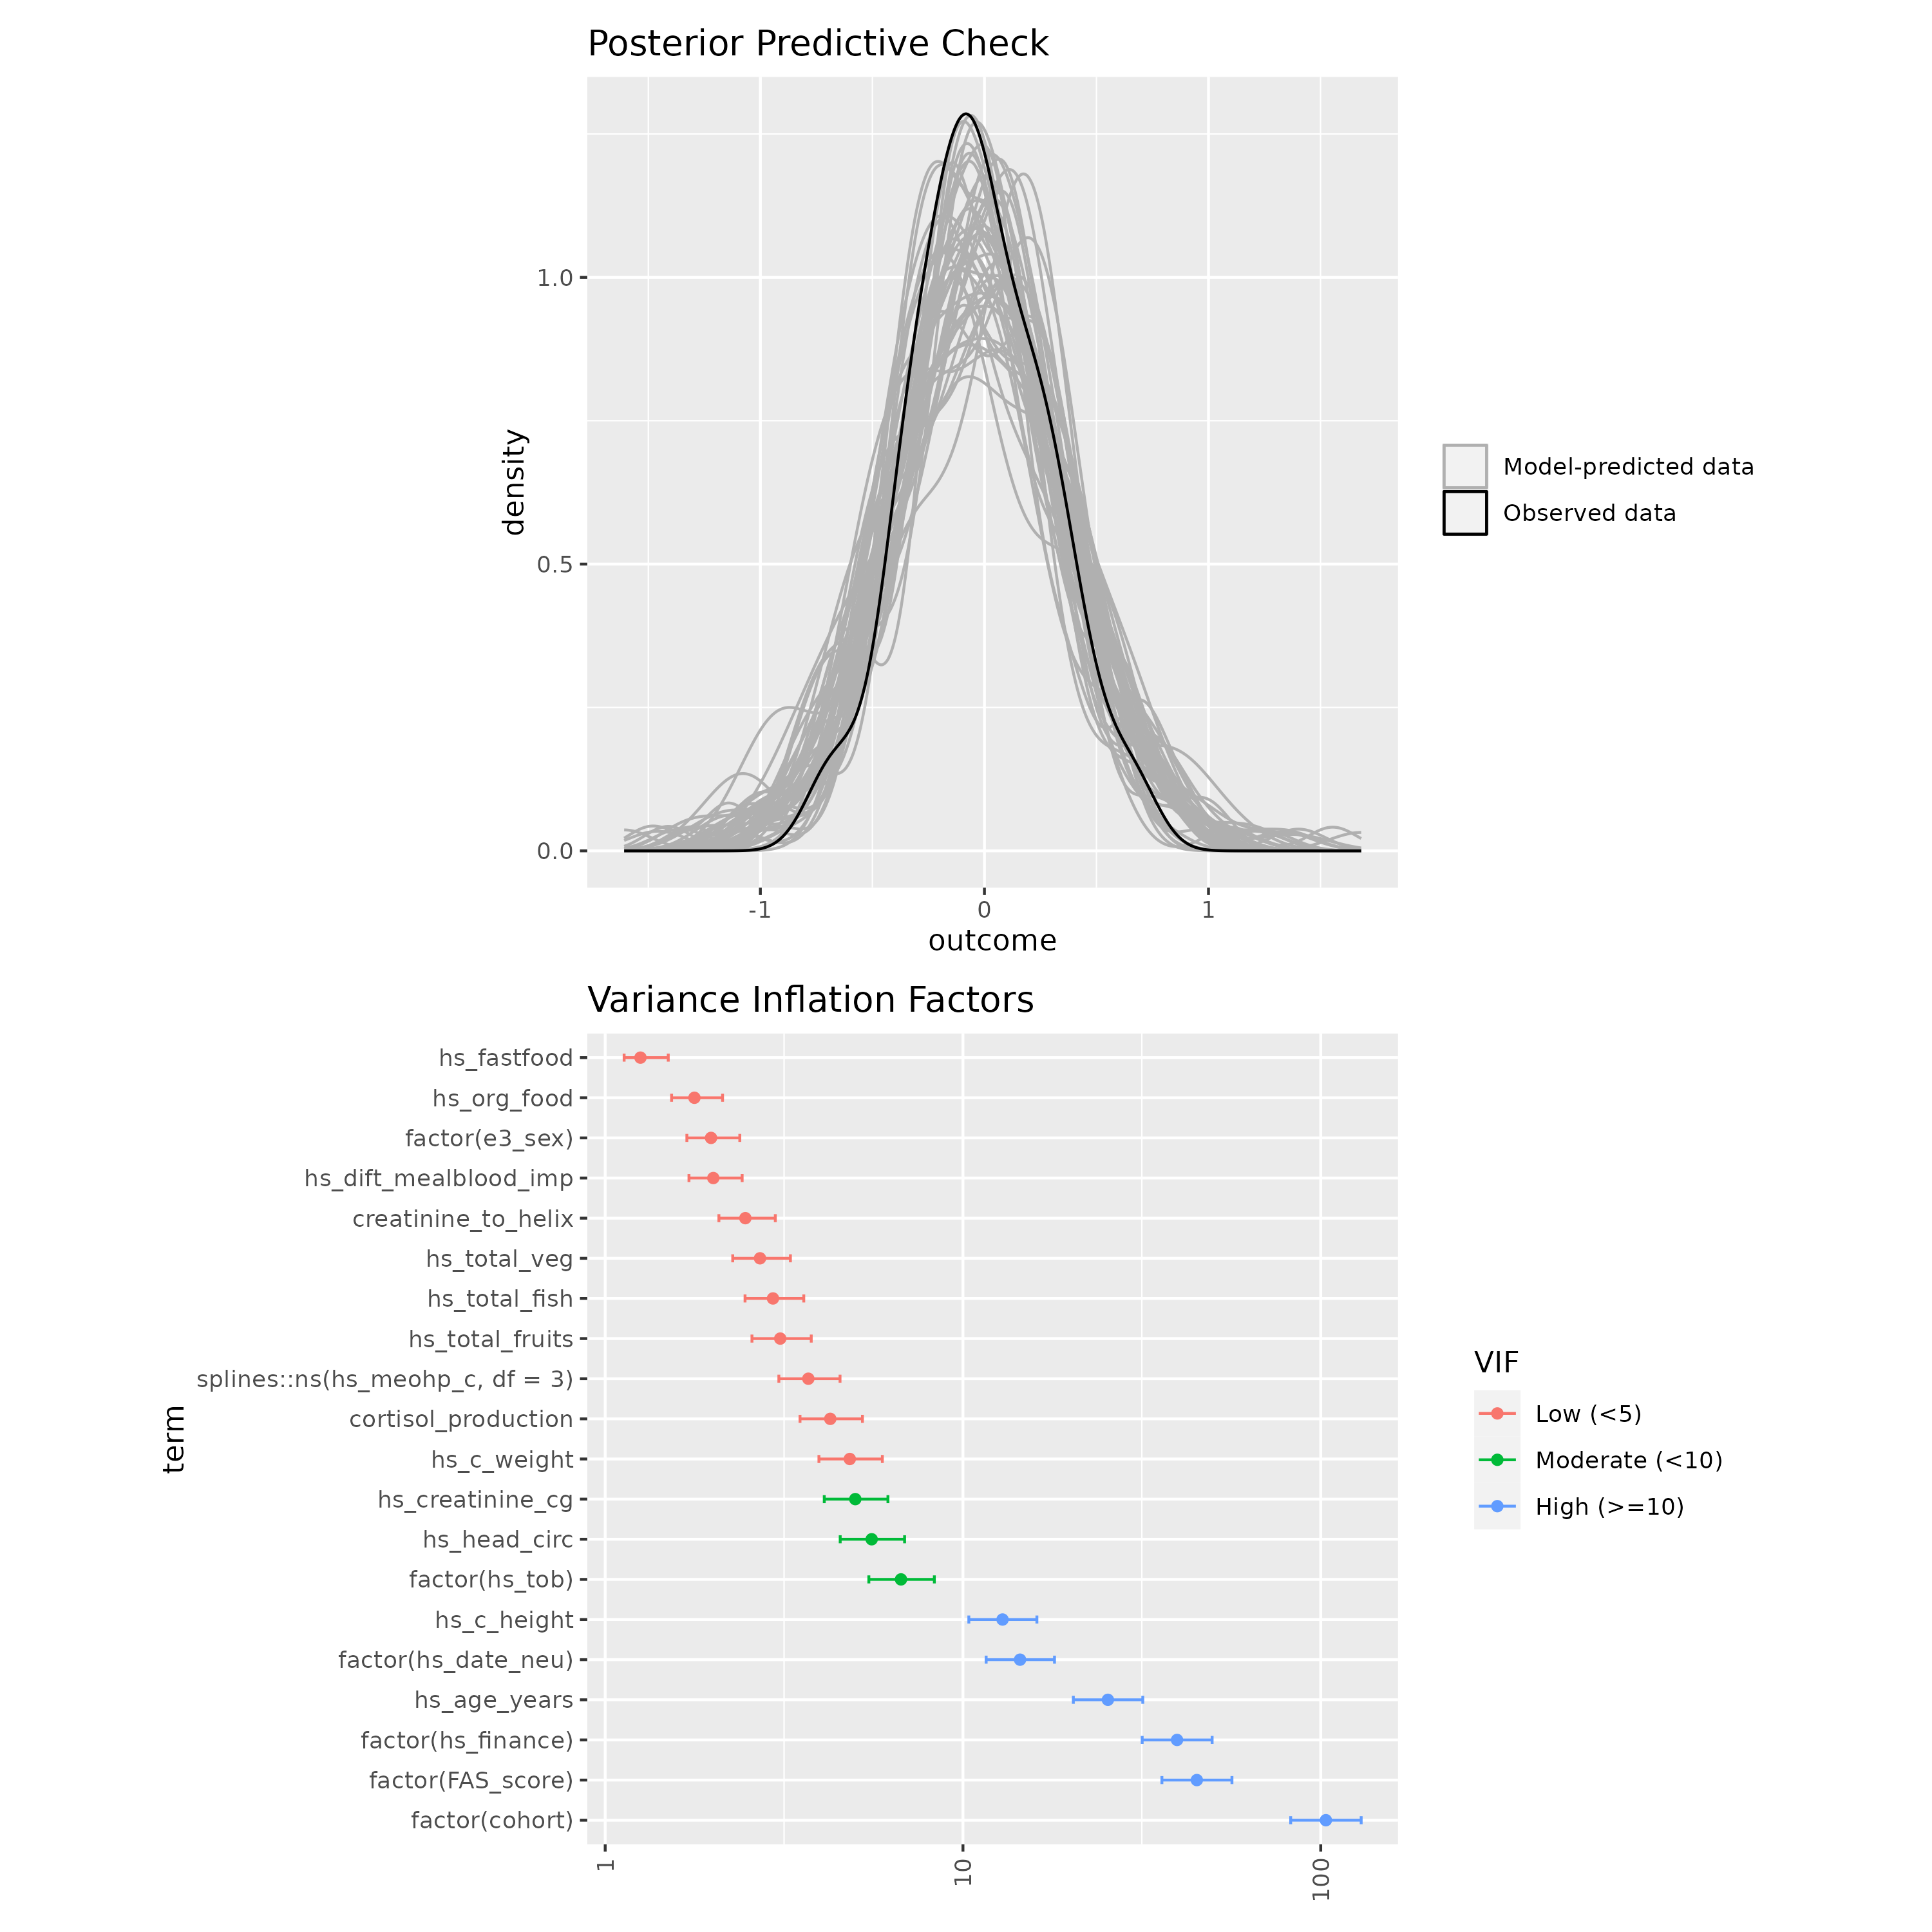 Posterior Predictive Check
density
1.0
0.5
0.0
-1
0
1
outcome
Model-predicted data
Observed data
Variance Inflation Factors
term
hs_fastfood
hs_org_food
factor(e3_sex)
hs_dift_mealblood_imp
creatinine_to_helix
hs_total_veg
hs_total_fish
hs_total_fruits
splines::ns(hs_meohp_c, df = 3)
cortisol_production
hs_c_weight
hs_creatinine_cg
hs_head_circ
factor(hs_tob)
hs_c_height
factor(hs_date_neu)
hs_age_years
factor(hs_finance)
factor(FAS_score)
factor(cohort)
1
10
100
VIF
Low (<5)
Moderate (<10)
High (>=10)